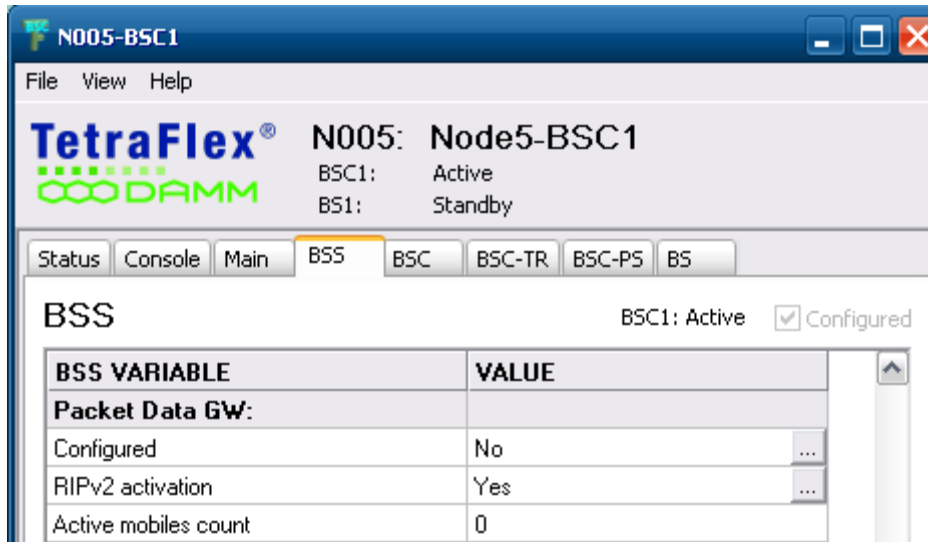 N005-BSC1
File View Help
TetraFlex® N005: Node5-BSC1
DAMM BSC1: Active
BS1: Standby
Status Console Main BSS BSC BSC-TR BSC-PS BS
BSS BSC1: Active Configured
BSS VARIABLE VALUE
Packet Data GW:
Configured No ...
RIPv2 activation Yes ...
Active mobiles count 0